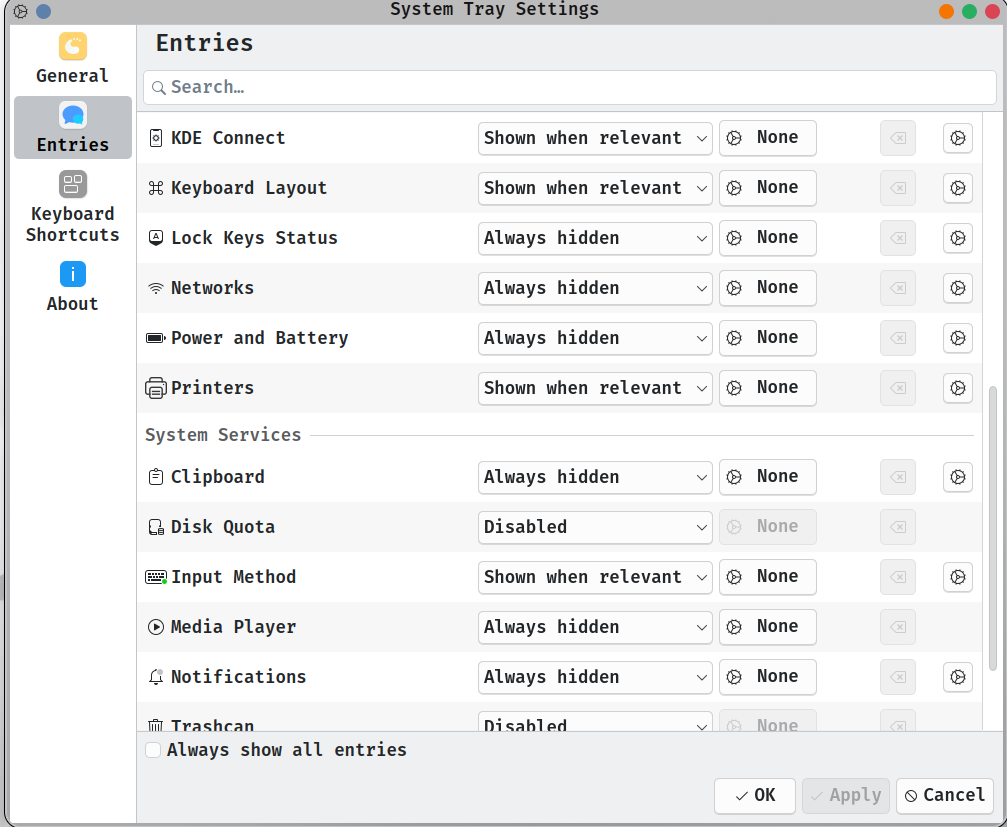 System Tray Settings
General
Entries
Keyboard
Shortcuts
About
Entries
Search…
KDE Connect Shown when relevant None
Keyboard Layout Shown when relevant None
Lock Keys Status Always hidden None
Networks Always hidden None
Power and Battery Always hidden None
Printers Shown when relevant None
System Services
Clipboard Always hidden None
Disk Quota Disabled None
Input Method Shown when relevant None
Media Player Always hidden None
Notifications Always hidden None
Trashcan Disabled None
Always show all entries
OK Apply Cancel